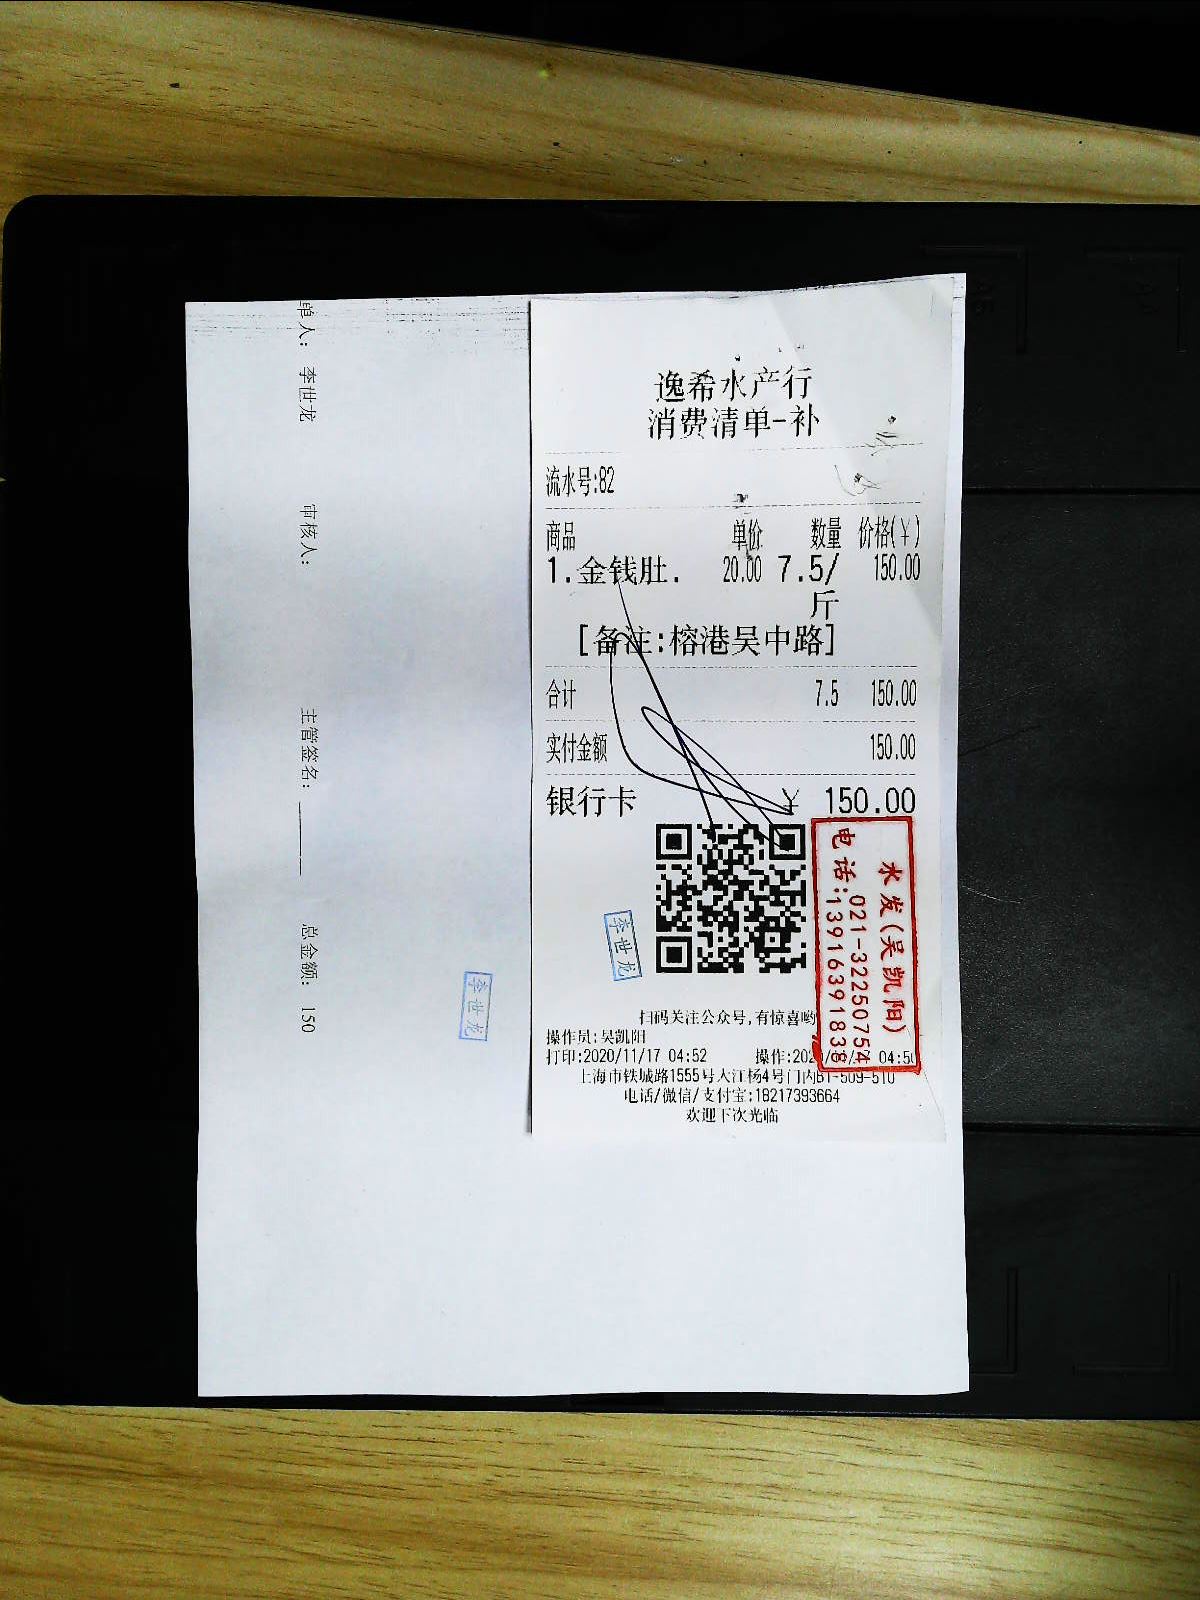 单人： 李世龙 审核人： 主管签名： 总金额： 150
李世龙
逸希水产行
消费清单-补
流水号:82
商品 单价 数量 价格(￥)
1.金钱肚. 20.00 7.5/ 150.00
斤
[备注:榕港吴中路]
合计 7.5 150.00
实付金额 150.00
银行卡 ￥ 150.00
李世龙
水发(吴凯阳)
电话:021-32250754
13916391838
扫码关注公众号,有惊喜哟
操作员:吴凯阳
打印:2020/11/17 04:52 操作:
上海市铁城路1555号大江杨4号门内B1-509-510
电话/微信/支付宝:18217393664
欢迎下次光临